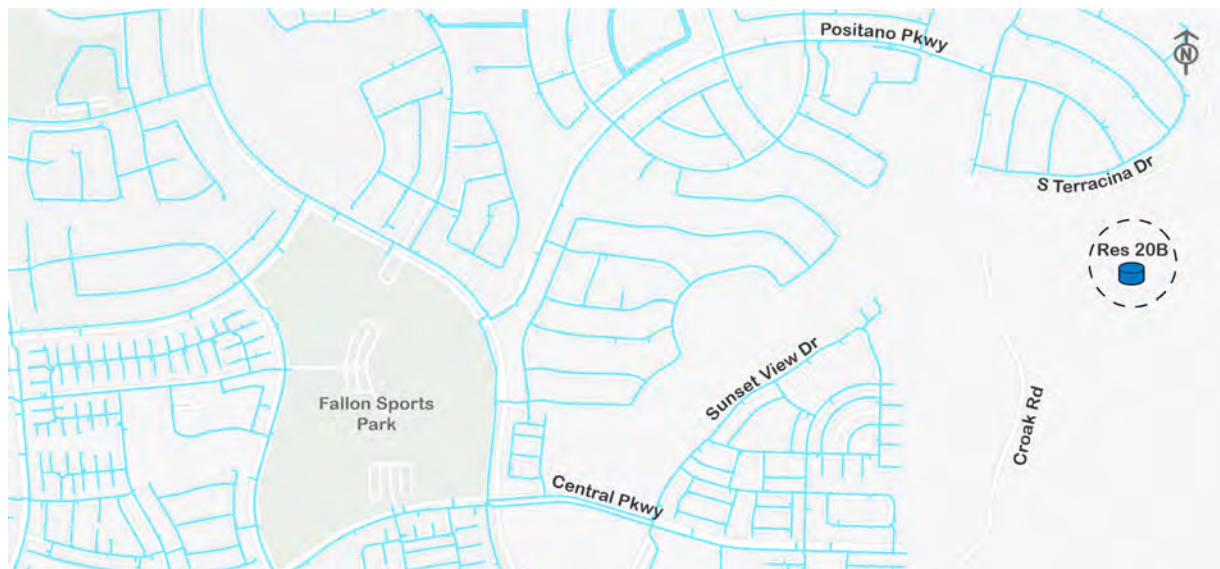 Positano Pkwy
N
S Terracina Dr
Res 20B
Sunset View Dr
Fallon Sports
Park
Croak Rd
Central Pkwy